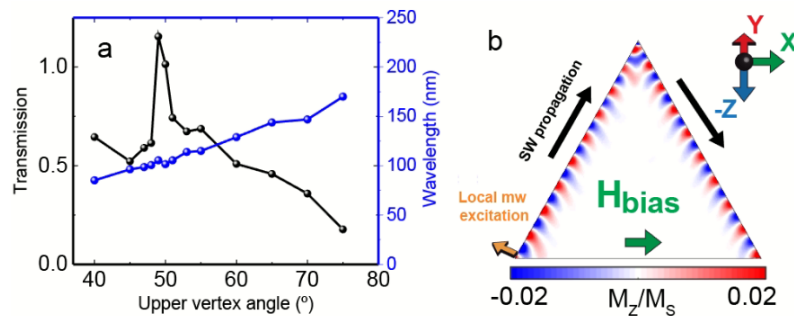 a
Transmission
1.0
0.5
0.0
250
200
150
100
50
0
Wavelength (nm)
40 50 60 70 80
Upper vertex angle (º)
b
SW propagation
Local mw
excitation
Hbias
Y
X
-Z
-0.02 MZ/MS 0.02